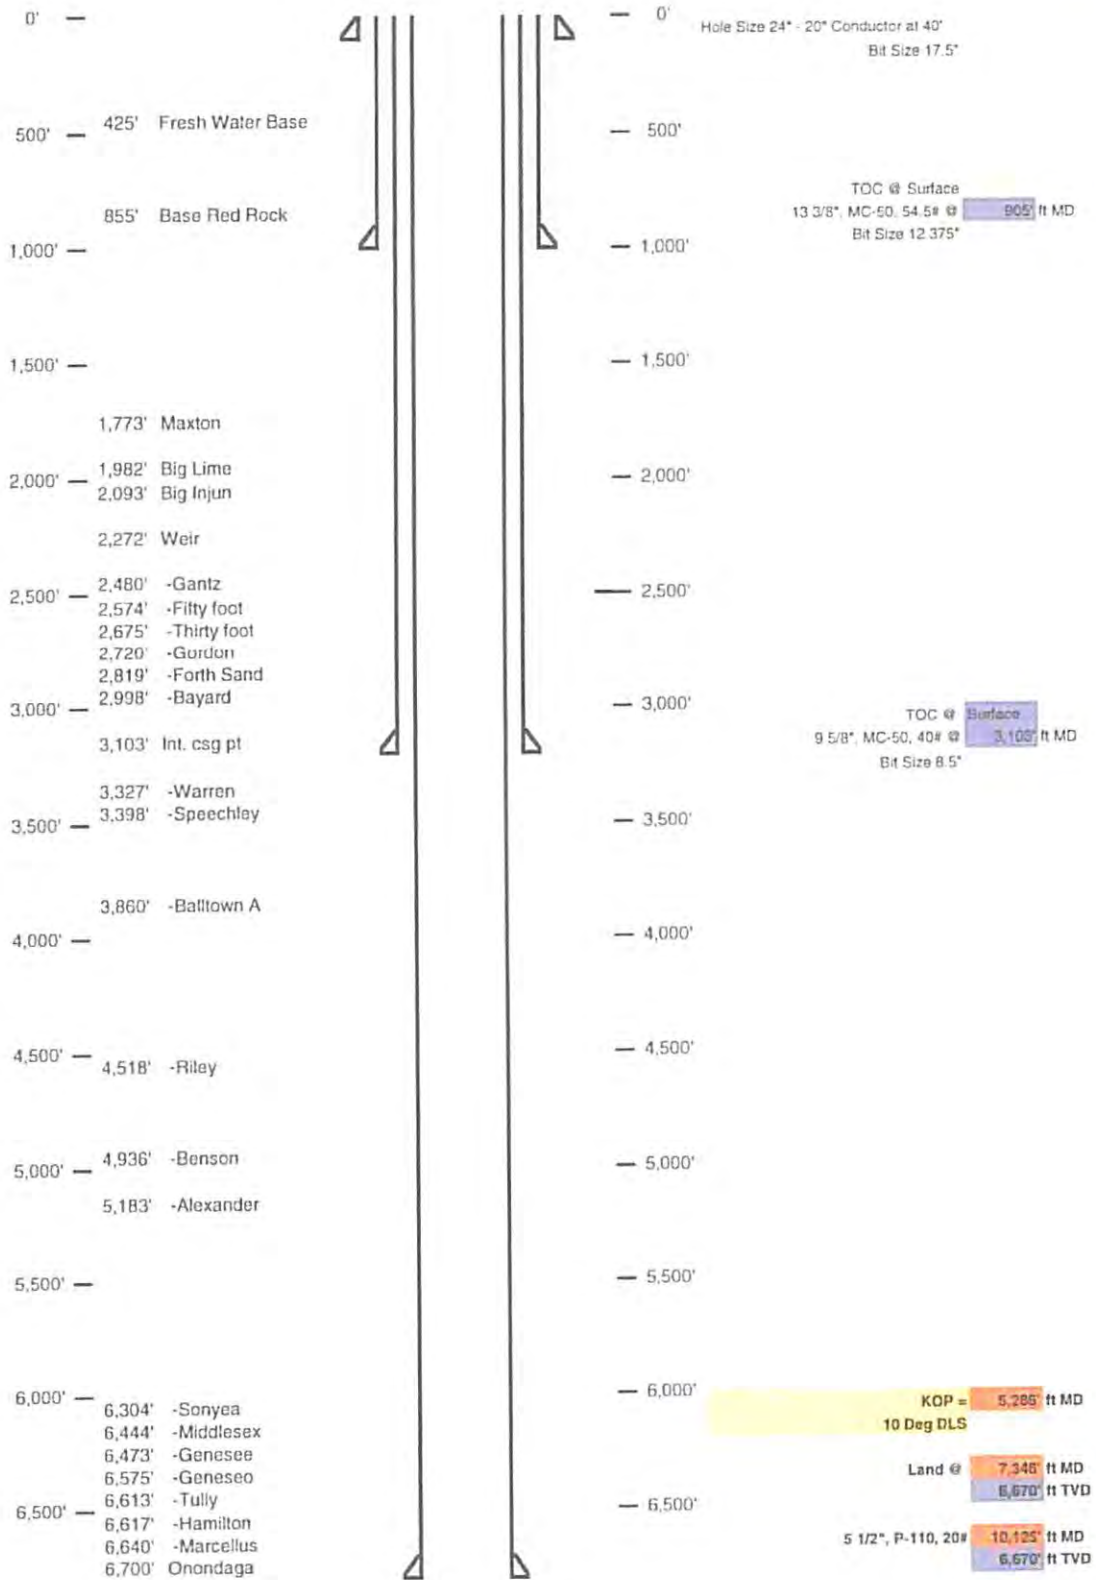 0'
0'
Hole Size 24" - 20" Conductor at 40'
Bit Size 17.5"
425' Fresh Water Base
500'
500'
TOC @ Surface
855' Base Red Rock
13 3/8", MC-50, 54.5# @ 905' ft MD
Bit Size 12.375"
1,000'
1,000'
1,500'
1,500'
1,773' Maxton
1,982' Big Lime
2,000'
2,000'
2,093' Big Injun
2,272' Weir
2,480' -Gantz
2,500'
2,500'
2,574' -Fifty foot
2,675' -Thirty foot
2,720' -Gordon
2,819' -Forth Sand
2,998' -Bayard
3,000'
3,000'
TOC @ Surface
3,103' Int. csg pt
9 5/8", MC-50, 40# @ 3,103' ft MD
Bit Size 8.5"
3,327' -Warren
3,398' -Speechley
3,500'
3,500'
3,860' -Balltown A
4,000'
4,000'
4,500'
4,500'
4,518' -Riley
4,936' -Benson
5,000'
5,000'
5,183' -Alexander
5,500'
5,500'
6,000'
6,000'
KOP = 5,286' ft MD
6,304' -Sonyea
10 Deg DLS
6,444' -Middlesex
6,473' -Genesee
Land @ 7,346' ft MD
6,575' -Geneseo
6,670' ft TVD
6,613' -Tully
6,500'
6,500'
6,617' -Hamilton
5 1/2", P-110, 20# 10,125' ft MD
6,640' -Marcellus
6,670' ft TVD
6,700' Onondaga